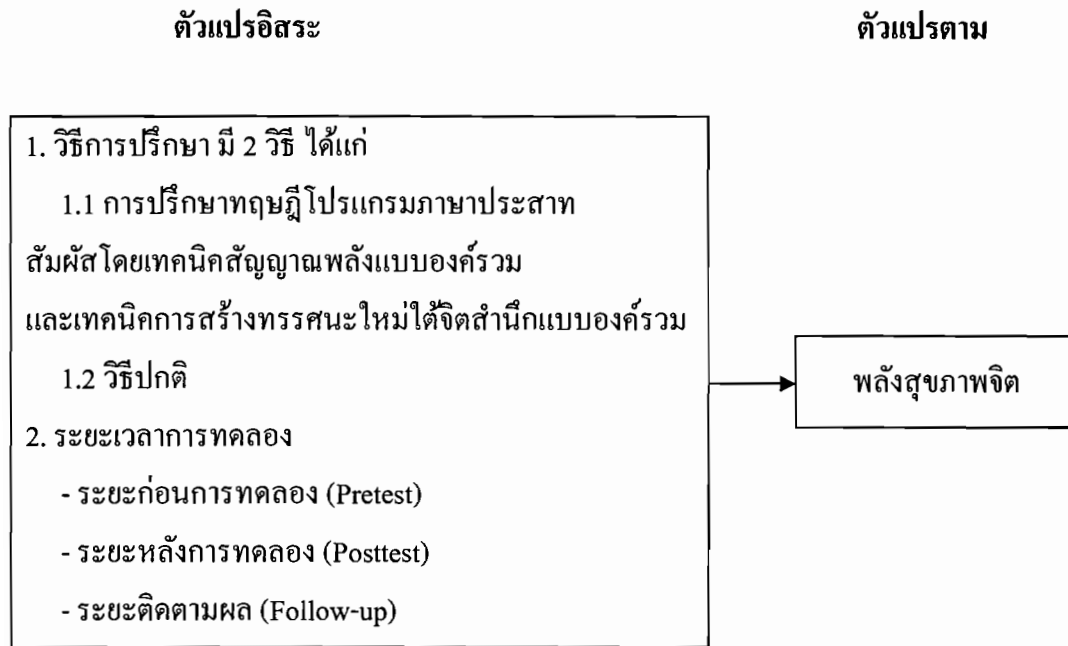 ตัวแปรอิสระ ตัวแปรตาม
1. วิธีการปรึกษา มี 2 วิธี ได้แก่
1.1 การปรึกษาทฤษฎีโปรแกรมภาษาประสาท
สัมผัสโดยเทคนิคสัญญาณพลังแบบองค์รวม
และเทคนิคการสร้างทรรศนะใหม่ใต้จิตสำนึกแบบองค์รวม
1.2 วิธีปกติ
พลังสุขภาพจิต
2. ระยะเวลาการทดลอง
- ระยะก่อนการทดลอง (Pretest)
- ระยะหลังการทดลอง (Posttest)
- ระยะติดตามผล (Follow-up)